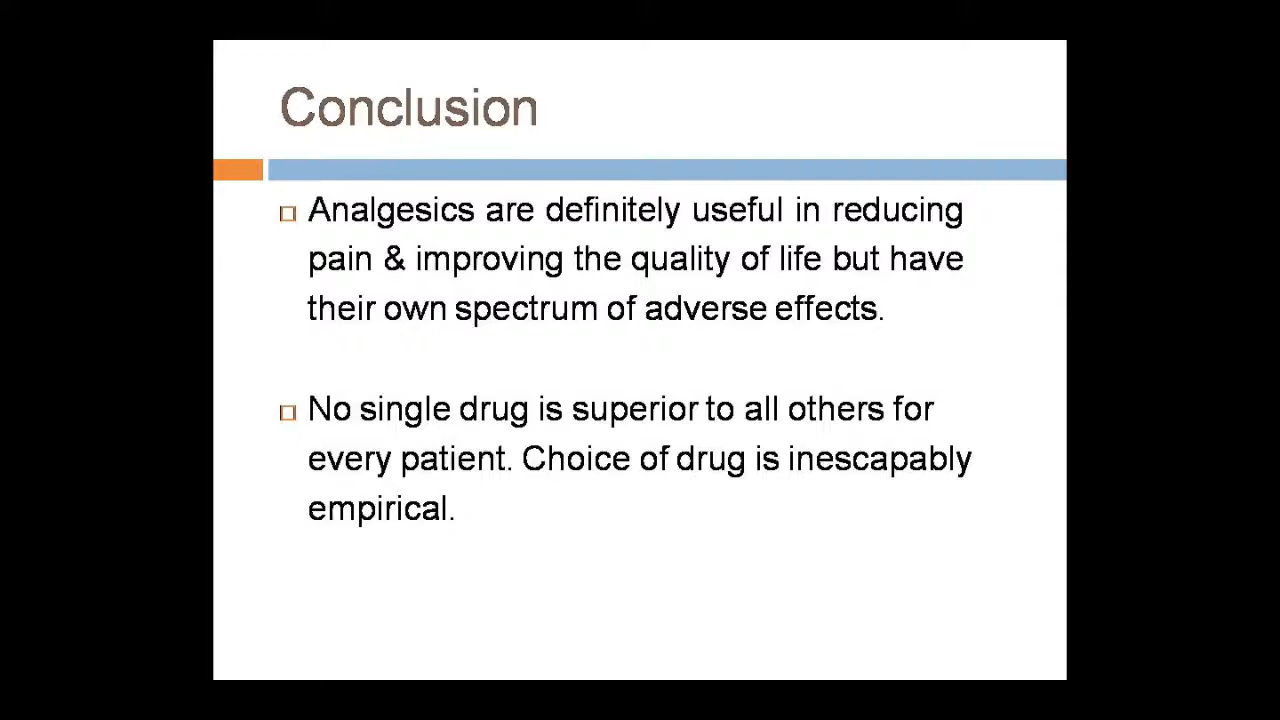 Conclusion
Analgesics are definitely useful in reducing
pain & improving the quality of life but have
their own spectrum of adverse effects.
No single drug is superior to all others for
every patient. Choice of drug is inescapably
empirical.